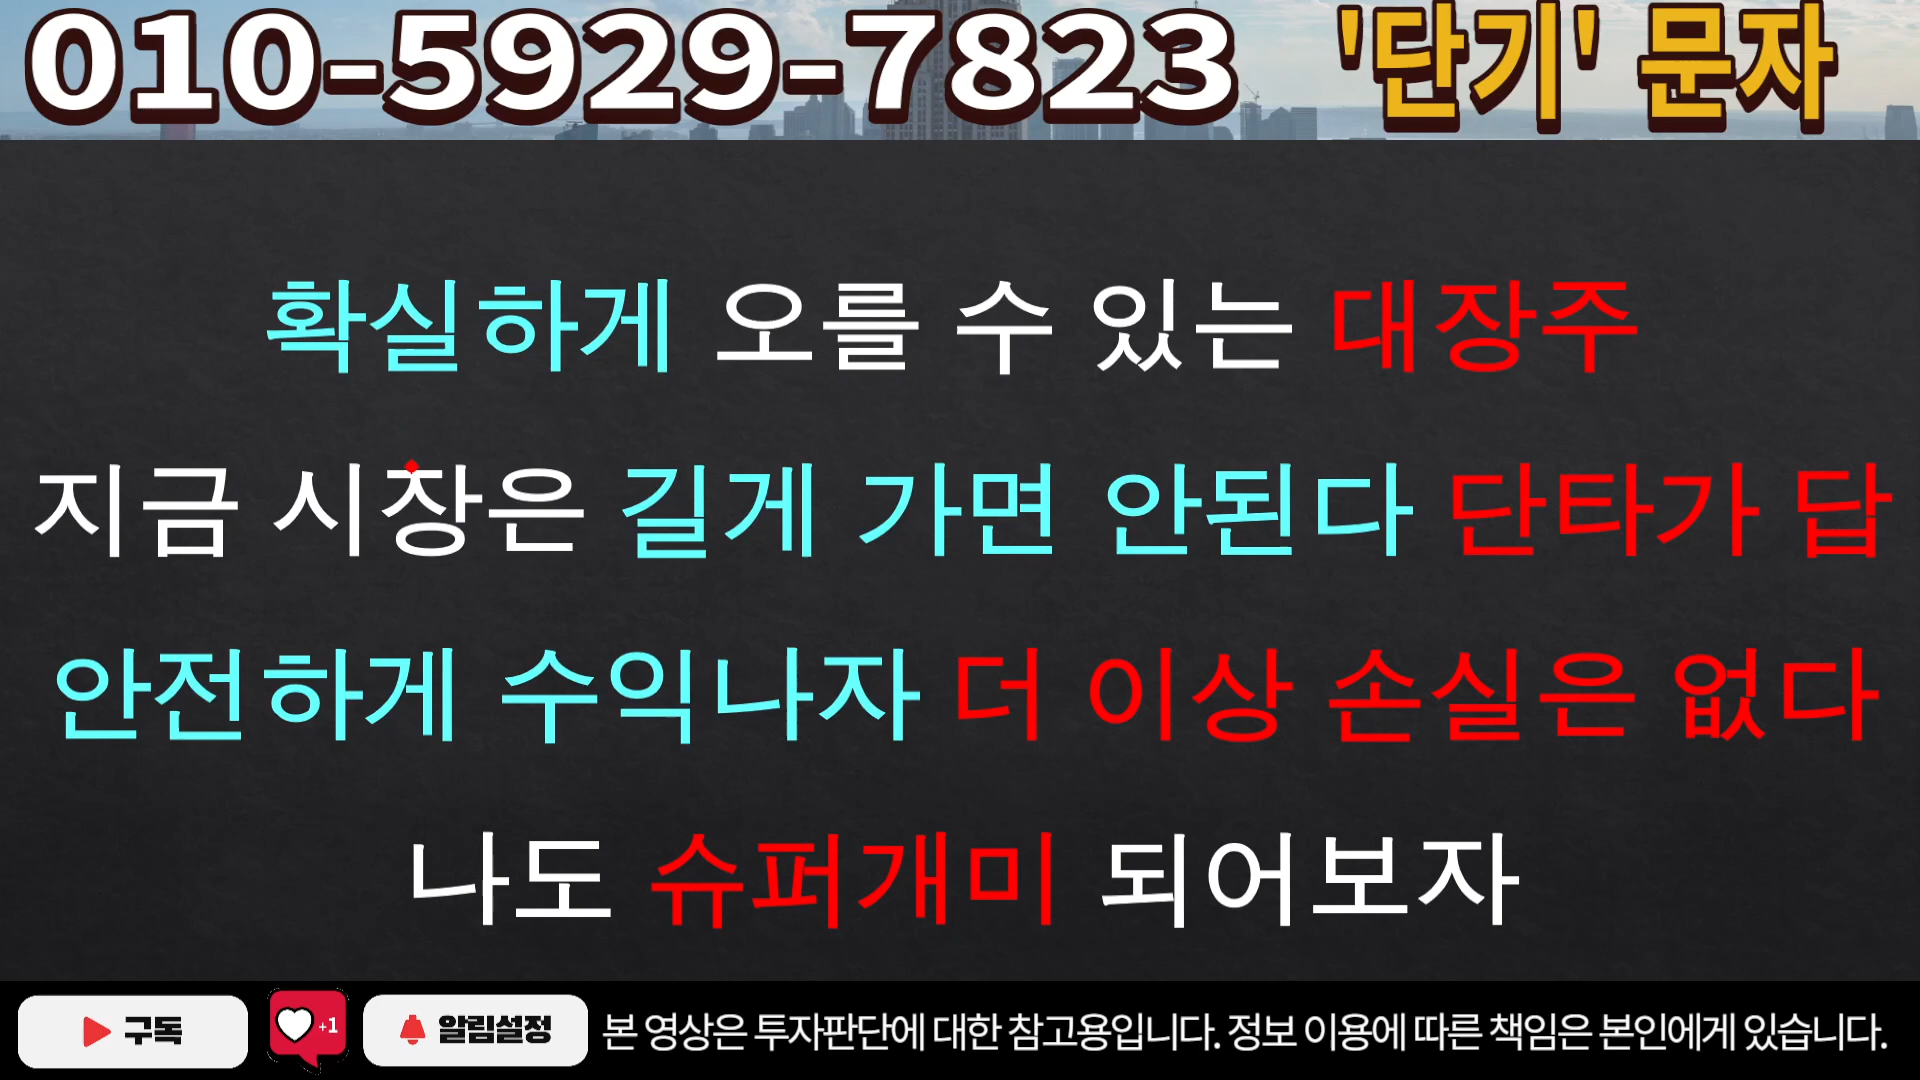 010-5929-7823 '단기' 문자
확실하게 오를 수 있는 대장주
지금 시장은 길게 가면 안된다 단타가 답
안전하게 수익나자 더 이상 손실은 없다
나도 슈퍼개미 되어보자
구독 +1 알림설정 본 영상은 투자판단에 대한 참고용입니다. 정보 이용에 따른 책임은 본인에게 있습니다.